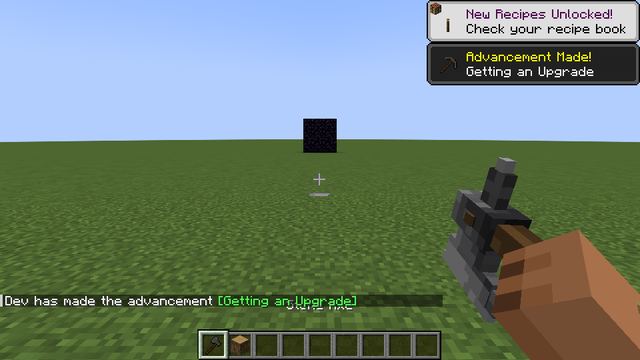 New Recipes Unlocked!
Check your recipe book
Advancement Made!
Getting an Upgrade
Dev has made the advancement [Getting an Upgrade]